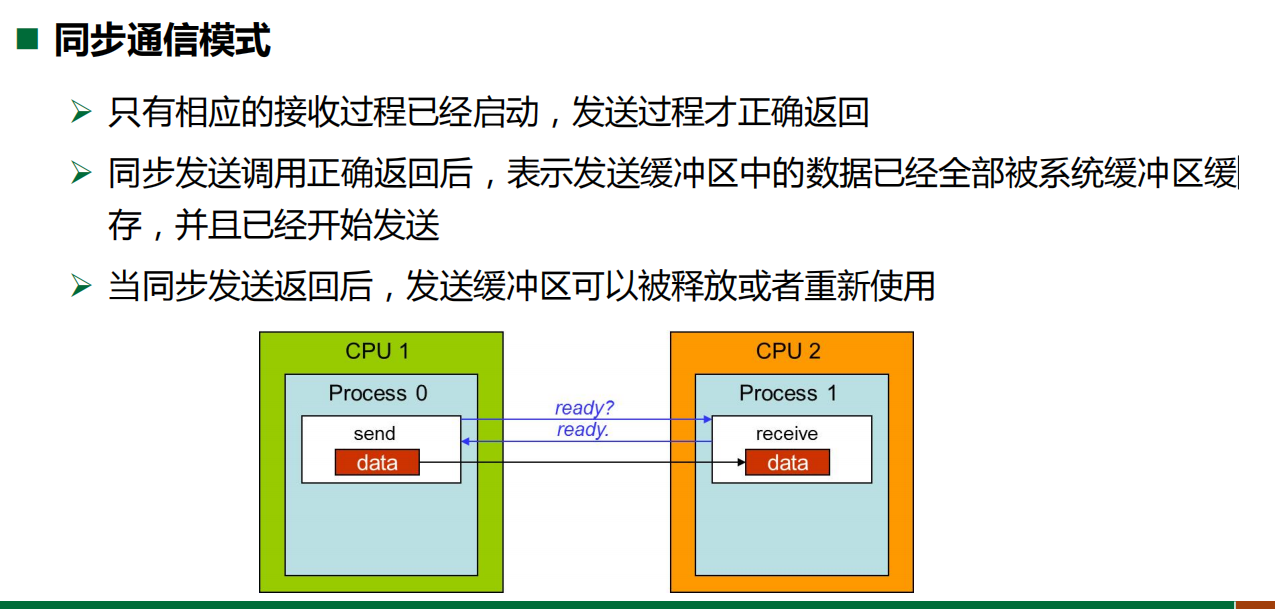 同步通信模式
只有相应的接收过程已经启动，发送过程才正确返回
同步发送调用正确返回后，表示发送缓冲区中的数据已经全部被系统缓冲区缓
存，并且已经开始发送
当同步发送返回后，发送缓冲区可以被释放或者重新使用
CPU 1
CPU 2
Process 0
Process 1
ready?
ready.
send
receive
data
data